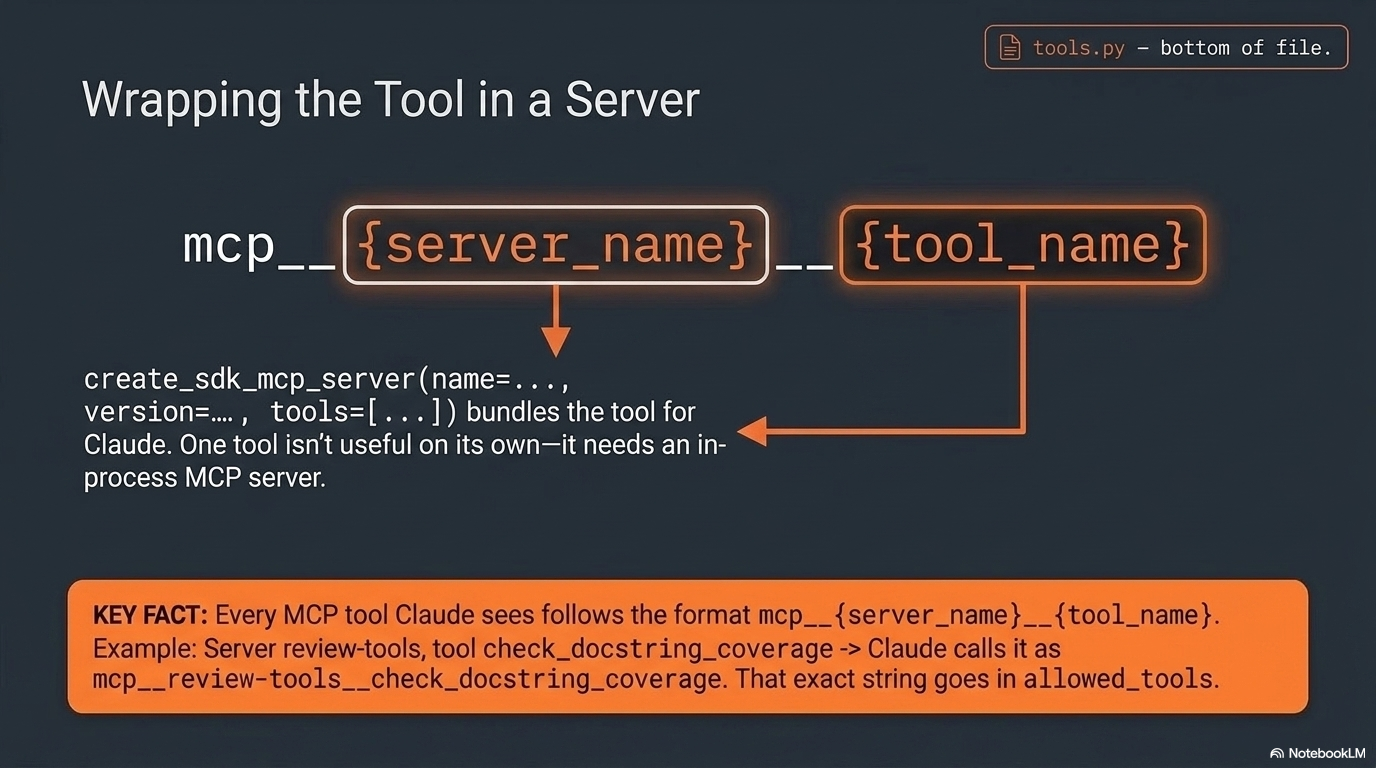 tools.py – bottom of file.
Wrapping the Tool in a Server
mcp__{server_name}__{tool_name}
create_sdk_mcp_server(name=...,
version=…., tools=[...]) bundles the tool for
Claude. One tool isn’t useful on its own—it needs an in-
process MCP server.
KEY FACT: Every MCP tool Claude sees follows the format mcp__{server_name}__{tool_name}.
Example: Server review-tools, tool check_docstring_coverage -> Claude calls it as
mcp__review-tools__check_docstring_coverage. That exact string goes in allowed_tools.
NotebookLM